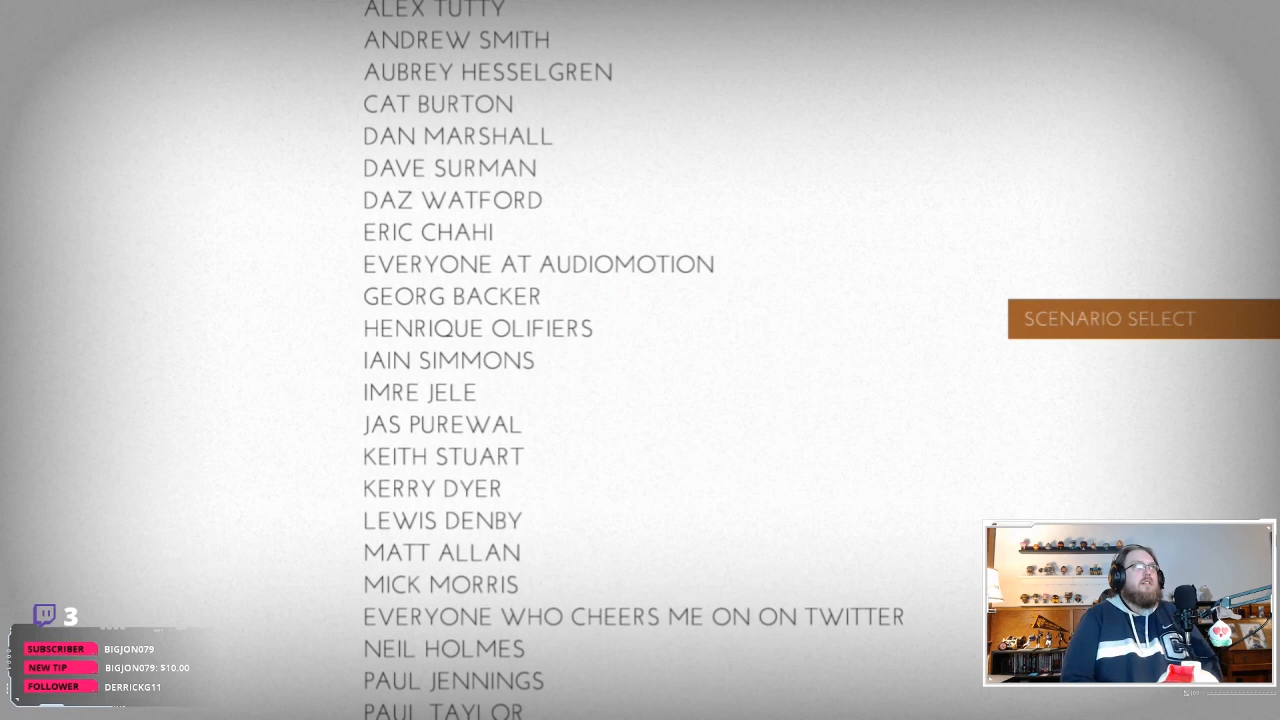 ALEX TUTTY
ANDREW SMITH
AUBREY HESSELGREN
CAT BURTON
DAN MARSHALL
DAVE SURMAN
DAZ WATFORD
ERIC CHAHI
EVERYONE AT AUDIOMOTION
GEORG BACKER
HENRIQUE OLIFIERS
IAIN SIMMONS
IMRE JELE
JAS PUREWAL
KEITH STUART
KERRY DYER
LEWIS DENBY
MATT ALLAN
MICK MORRIS
EVERYONE WHO CHEERS ME ON ON TWITTER
NEIL HOLMES
PAUL JENNINGS
PAUL TAYLOR
SCENARIO SELECT
3
SUBSCRIBER BIGJON079
NEW TIP BIGJON079: $10.00
FOLLOWER DERRICKG11